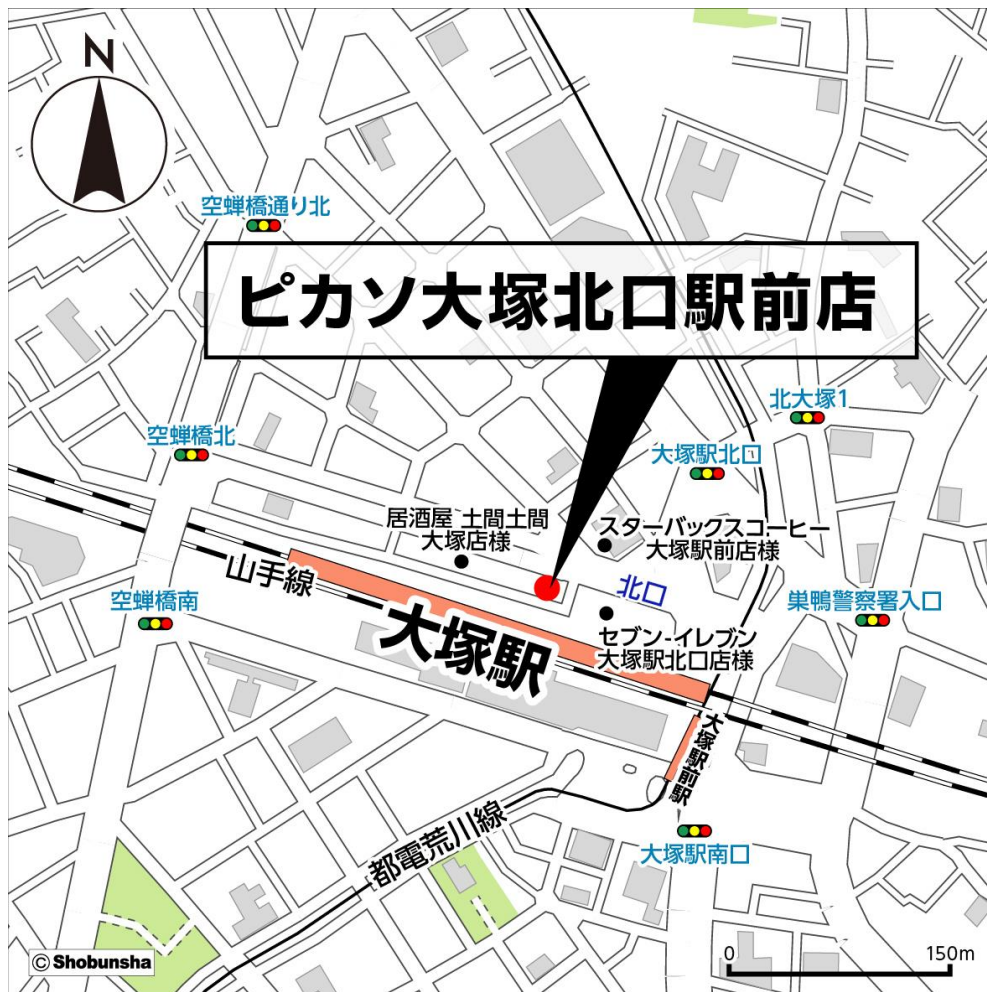 N
空蝉橋通り北
ピカソ大塚北口駅前店
北大塚1
空蝉橋北
大塚駅北口
居酒屋 土間土間
大塚店様
スターバックスコーヒー
大塚駅前店様
山手線
北口
空蝉橋南
巣鴨警察署入口
セブン-イレブン
大塚駅北口店様
大塚駅
大塚駅前駅
都電荒川線
大塚駅南口
© Shobunsha
0 150m